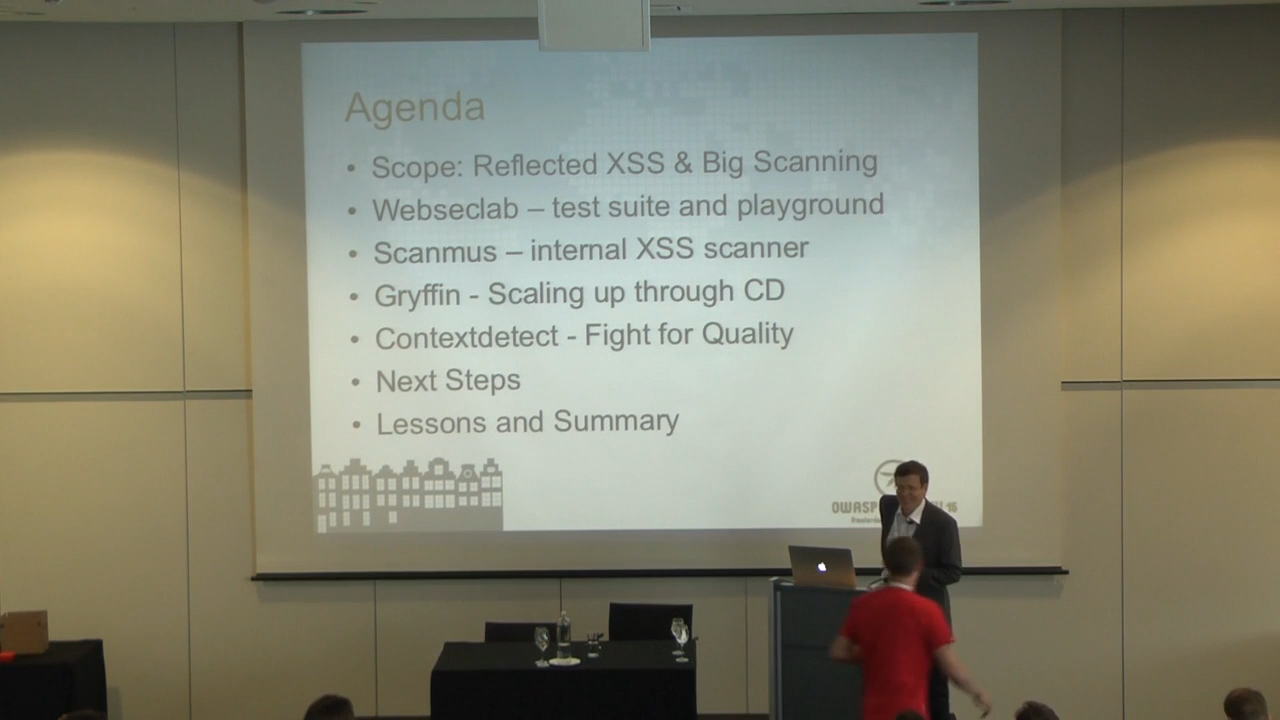 Agenda
• Scope: Reflected XSS & Big Scanning
• Webseclab – test suite and playground
• Scanmus – internal XSS scanner
• Gryffin - Scaling up through CD
• Contextdetect - Fight for Quality
• Next Steps
• Lessons and Summary
OWASP